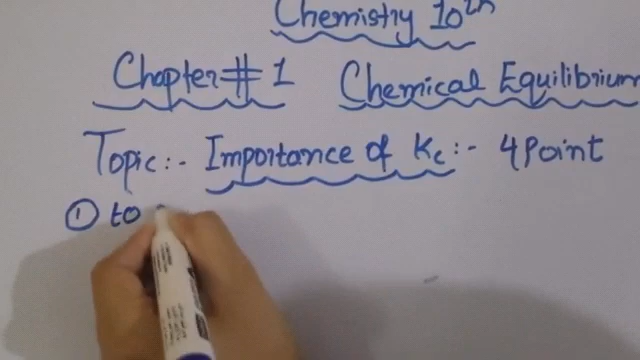 Chemistry 10th
Chapter# 1 Chemical Equilibrium
Topic:- Importance of Kc:- 4 Point
① to